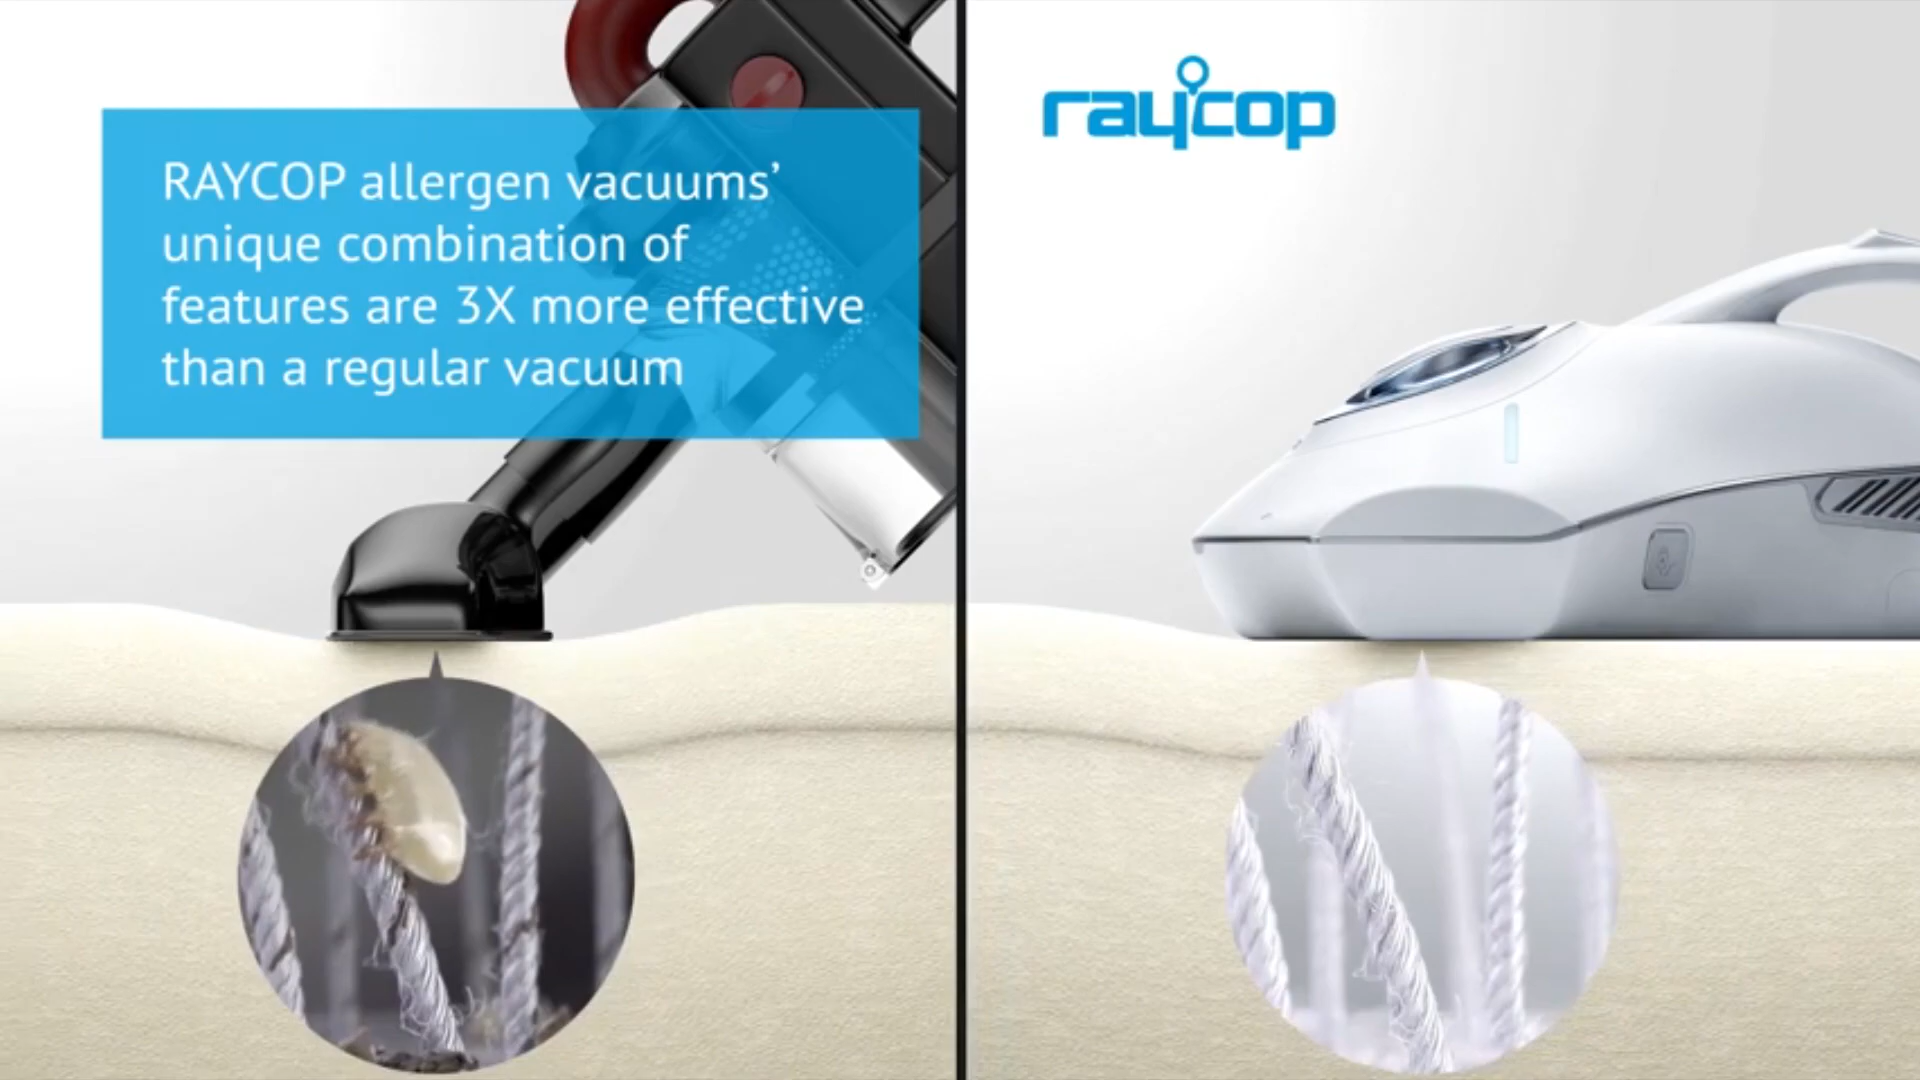 RAYCOP allergen vacuums’
unique combination of
features are 3X more effective
than a regular vacuum
raycop